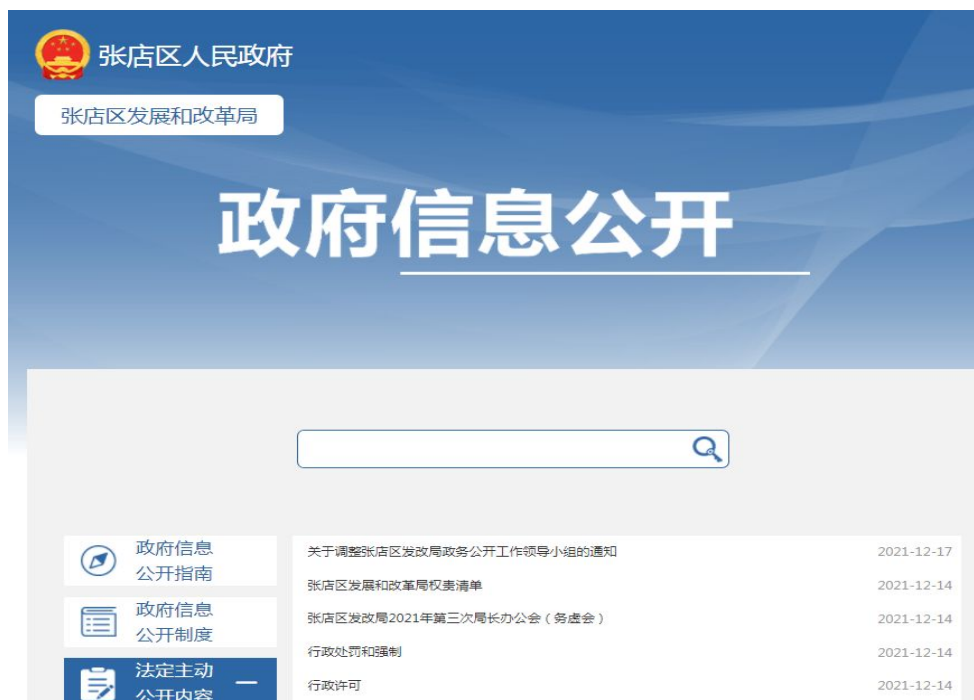 张店区人民政府
张店区发展和改革局
政府信息公开
政府信息
公开指南
政府信息
公开制度
法定主动
公开内容
关于调整张店区发改局政务公开工作领导小组的通知 2021-12-17
张店区发展和改革局权责清单 2021-12-14
张店区发改局2021年第三次局长办公会（务虚会） 2021-12-14
行政处罚和强制 2021-12-14
行政许可 2021-12-14